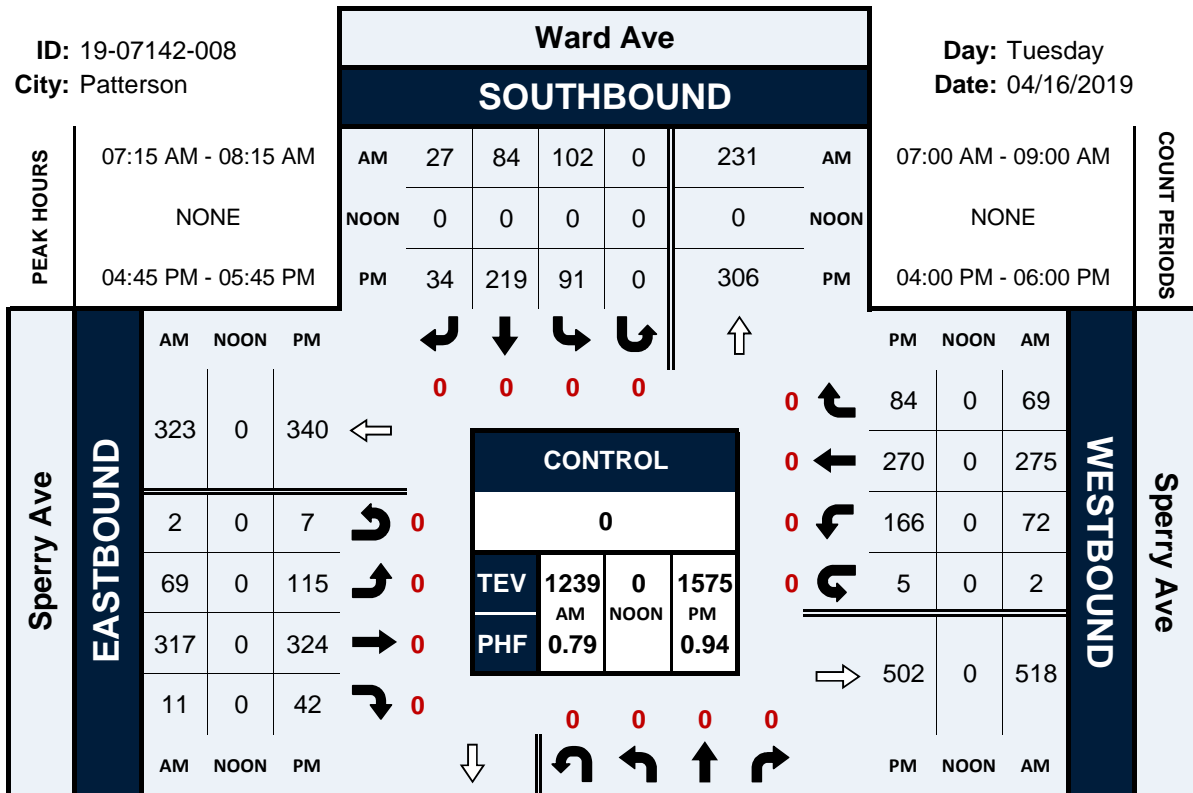 ID: 19-07142-008
City: Patterson
Ward Ave
SOUTHBOUND
Day: Tuesday
Date: 04/16/2019
PEAK HOURS
07:15 AM - 08:15 AM
NONE
04:45 PM - 05:45 PM
AM 27 84 102 0 231 AM
NOON 0 0 0 0 0 NOON
PM 34 219 91 0 306 PM
07:00 AM - 09:00 AM
NONE
04:00 PM - 06:00 PM
COUNT PERIODS
0 0 0 0
Sperry Ave
EASTBOUND
AM NOON PM
323 0 340
2 0 7 0
69 0 115 0
317 0 324 0
11 0 42 0
AM NOON PM
CONTROL
0
TEV 1239 0 1575
AM NOON PM
PHF 0.79 0.94
PM NOON AM
0 84 0 69
0 270 0 275
0 166 0 72
0 5 0 2
502 0 518
PM NOON AM
WESTBOUND
Sperry Ave
0 0 0 0